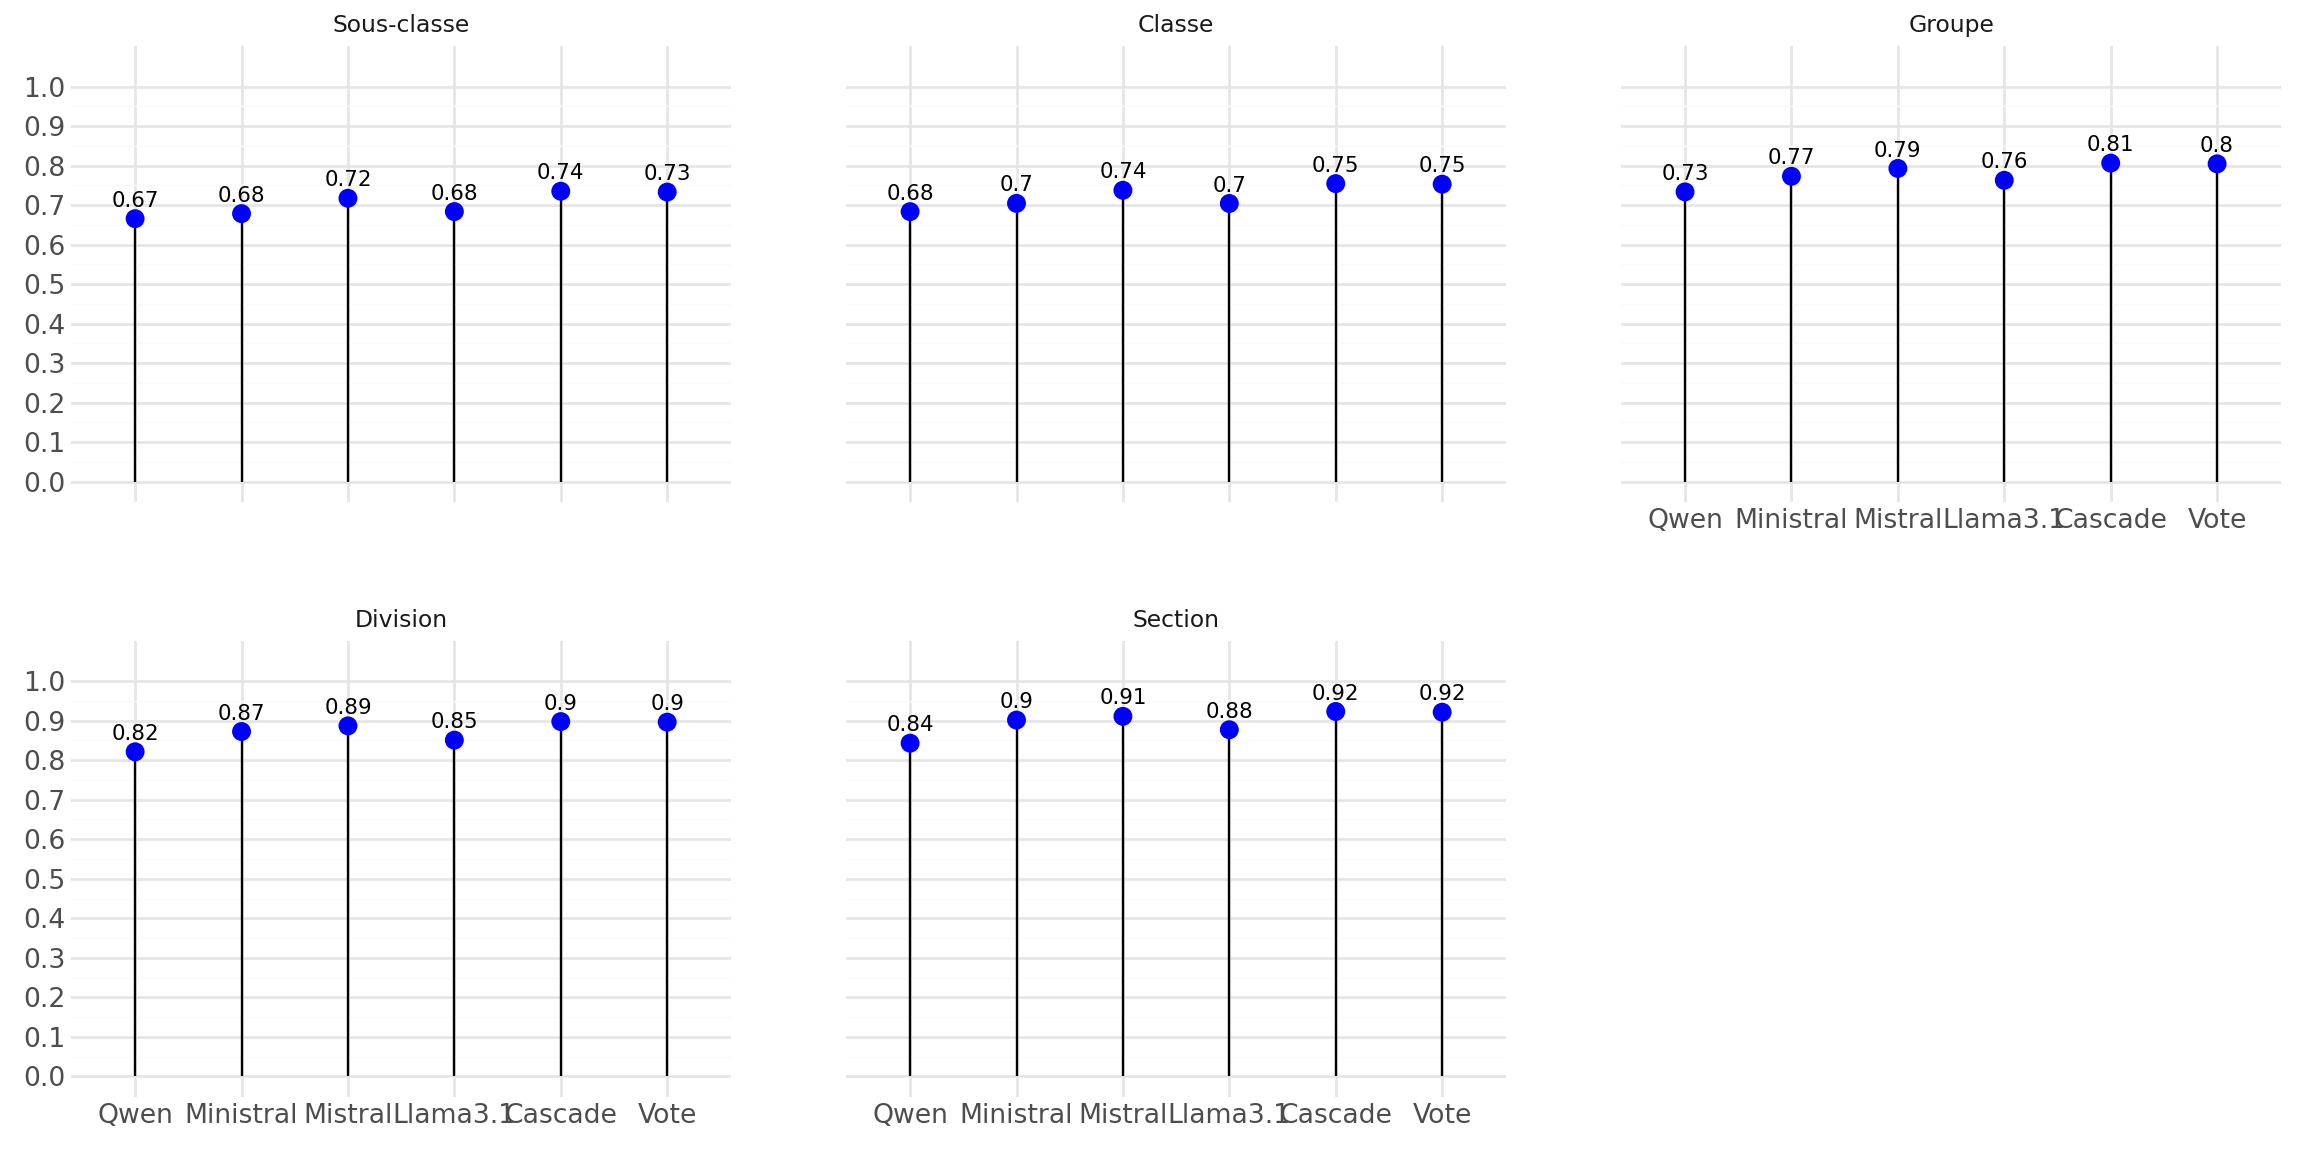 Sous-classe
Classe
Groupe
1.0
0.9
0.8
0.7
0.6
0.5
0.4
0.3
0.2
0.1
0.0
0.67 0.68 0.72 0.68 0.74 0.73
0.68 0.7 0.74 0.7 0.75 0.75
0.73 0.77 0.79 0.76 0.81 0.8
Qwen Ministral Mistral Llama3.1 Cascade Vote
Division
Section
1.0
0.9
0.8
0.7
0.6
0.5
0.4
0.3
0.2
0.1
0.0
0.82 0.87 0.89 0.85 0.9 0.9
0.84 0.9 0.91 0.88 0.92 0.92
Qwen Ministral Mistral Llama3.1 Cascade Vote
Qwen Ministral Mistral Llama3.1 Cascade Vote